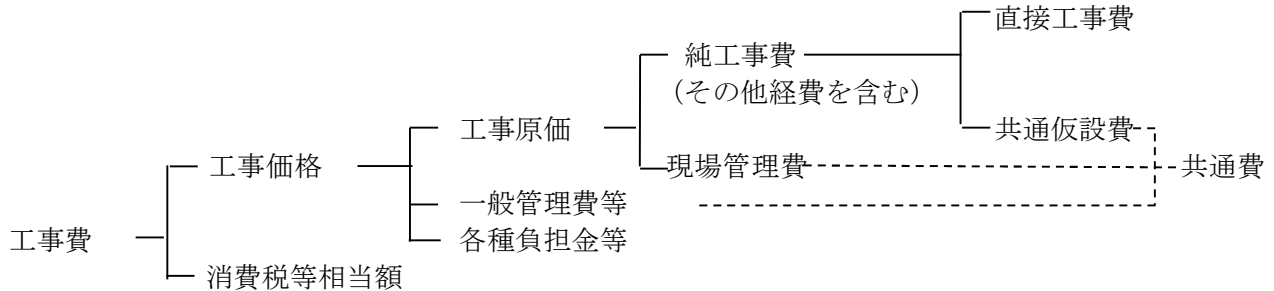 直接工事費
純工事費
（その他経費を含む）
工事原価
共通仮設費
工事価格
現場管理費
共通費
一般管理費等
工事費
各種負担金等
消費税等相当額